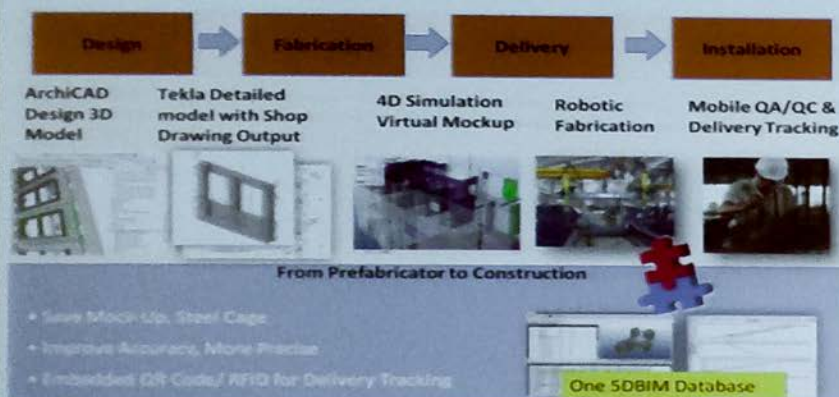 Design
Fabrication
Delivery
Installation
ArchiCAD
Design 3D
Model
Tekla Detailed
model with Shop
Drawing Output
4D Simulation
Virtual Mockup
Robotic
Fabrication
Mobile QA/QC &
Delivery Tracking
From Prefabricator to Construction
• Save Mock-Up, Steel Cage
• Improve Accuracy, More Precise
• Embedded QR Code/ RFID for Delivery Tracking
One 5DBIM Database